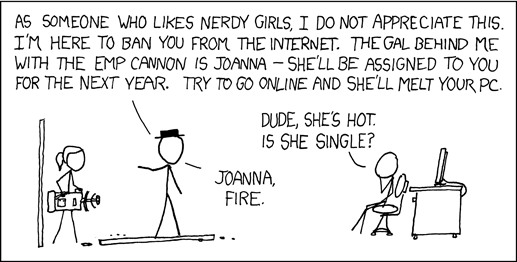 AS SOMEONE WHO LIKES NERDY GIRLS, I DO NOT APPRECIATE THIS.
I'M HERE TO BAN YOU FROM THE INTERNET. THE GAL BEHIND ME
WITH THE EMP CANNON IS JOANNA – SHE'LL BE ASSIGNED TO YOU
FOR THE NEXT YEAR. TRY TO GO ONLINE AND SHE'LL MELT YOUR PC.
DUDE, SHE'S HOT.
IS SHE SINGLE?
JOANNA,
FIRE.